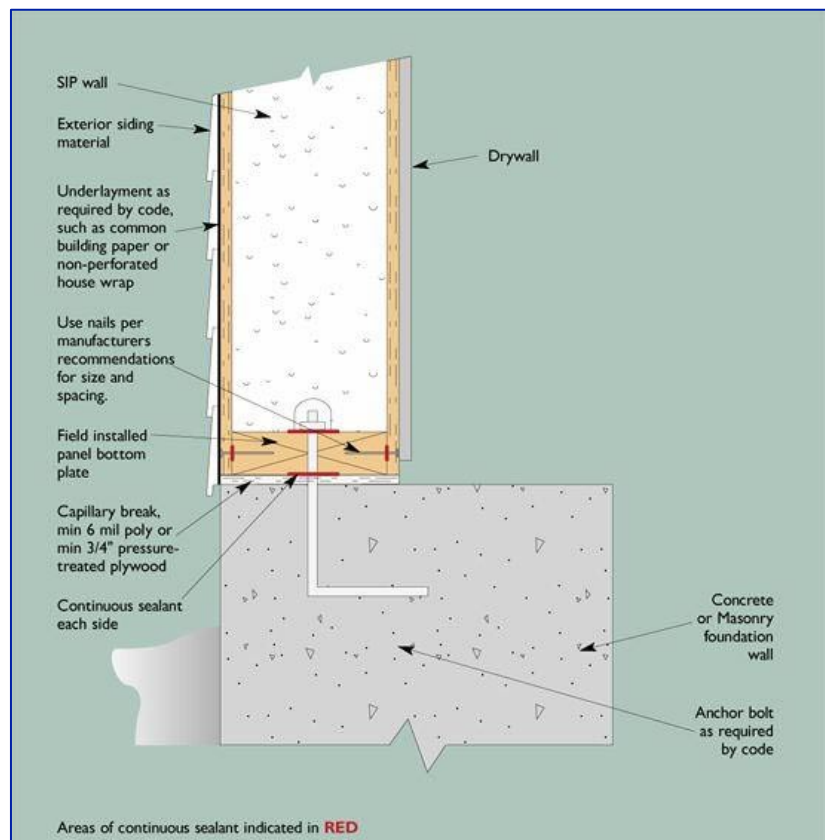 SIP wall
Exterior siding
material
Underlayment as
required by code,
such as common
building paper or
non-perforated
house wrap
Use nails per
manufacturers
recommendations
for size and
spacing.
Field installed
panel bottom
plate
Capillary break,
min 6 mil poly or
min 3/4" pressure-
treated plywood
Continuous sealant
each side
Drywall
Concrete
or Masonry
foundation
wall
Anchor bolt
as required
by code
Areas of continuous sealant indicated in RED